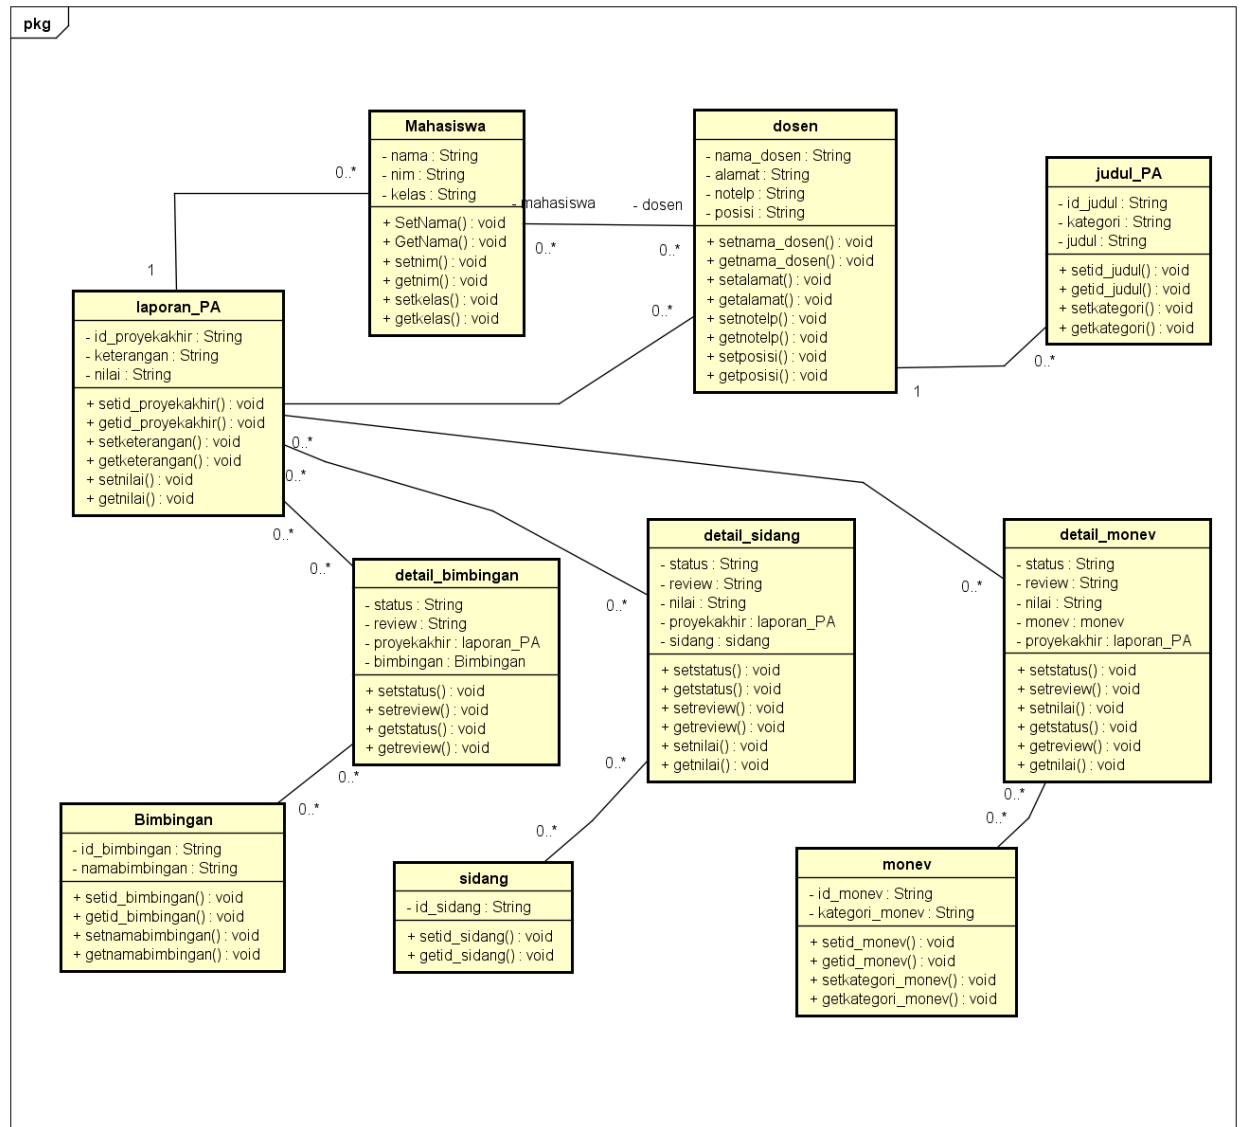 pkg
Mahasiswa
- nama : String
- nim : String
- kelas : String
+ SetNama() : void
+ GetNama() : void
+ setnim() : void
+ getnim() : void
+ setkelas() : void
+ getkelas() : void
dosen
- nama_dosen : String
- alamat : String
- notelp : String
- posisi : String
+ setnama_dosen() : void
+ getnama_dosen() : void
+ setalamat() : void
+ getalamat() : void
+ setnotelp() : void
+ getnotelp() : void
+ setposisi() : void
+ getposisi() : void
judul_PA
- id_judul : String
- kategori : String
- judul : String
+ setid_judul() : void
+ getid_judul() : void
+ setkategori() : void
+ getkategori() : void
0..*
1
- mahasiswa
- dosen
0..*
0..*
0..*
1
0..*
laporan_PA
- id_proyekakhir : String
- keterangan : String
- nilai : String
+ setid_proyekakhir() : void
+ getid_proyekakhir() : void
+ setketerangan() : void
+ getketerangan() : void
+ setnilai() : void
+ getnilai() : void
0..*
0..*
0..*
0..*
0..*
0..*
detail_bimbingan
- status : String
- review : String
- proyekakhir : laporan_PA
- bimbingan : Bimbingan
+ setstatus() : void
+ setreview() : void
+ getstatus() : void
+ getreview() : void
detail_sidang
- status : String
- review : String
- nilai : String
- proyekakhir : laporan_PA
- sidang : sidang
+ setstatus() : void
+ getstatus() : void
+ setreview() : void
+ getreview() : void
+ setnilai() : void
+ getnilai() : void
detail_monev
- status : String
- review : String
- nilai : String
- monev : monev
- proyekakhir : laporan_PA
+ setstatus() : void
+ setreview() : void
+ setnilai() : void
+ getstatus() : void
+ getreview() : void
+ getnilai() : void
0..*
0..*
0..*
0..*
0..*
0..*
Bimbingan
- id_bimbingan : String
- namabimbingan : String
+ setid_bimbingan() : void
+ getid_bimbingan() : void
+ setnamabimbingan() : void
+ getnamabimbingan() : void
sidang
- id_sidang : String
+ setid_sidang() : void
+ getid_sidang() : void
monev
- id_monev : String
- kategori_monev : String
+ setid_monev() : void
+ getid_monev() : void
+ setkategori_monev() : void
+ getkategori_monev() : void